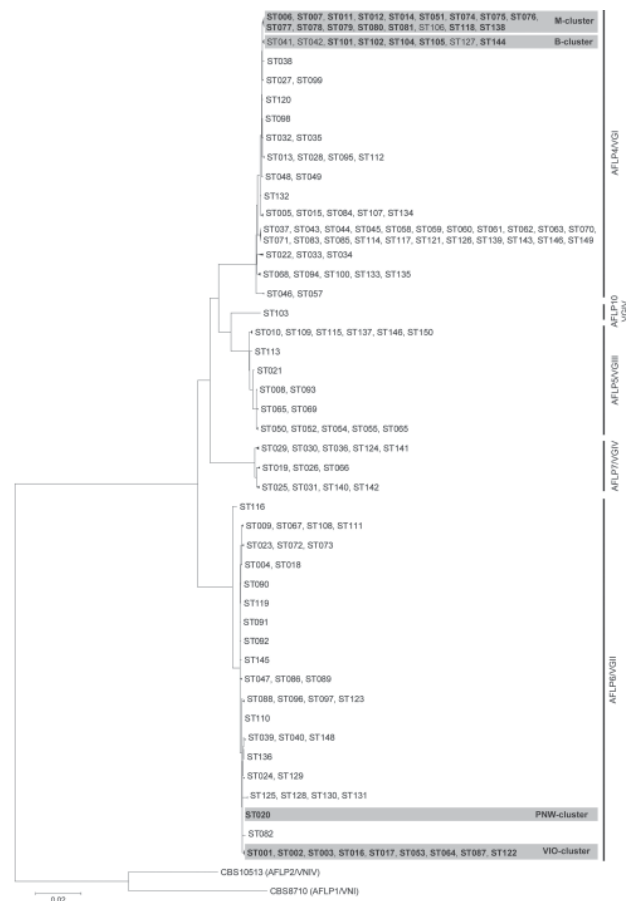 ST006, ST007, ST011, ST012, ST014, ST051, ST074, ST075, ST076, M-cluster
ST077, ST078, ST079, ST080, ST081, ST106, ST118, ST138
ST041, ST042, ST101, ST102, ST104, ST105, ST127, ST144 B-cluster
ST038
ST027, ST099
ST120
ST098
ST032, ST035
ST013, ST028, ST095, ST112
ST048, ST049
ST132
ST005, ST015, ST084, ST107, ST134
ST037, ST043, ST044, ST045, ST058, ST059, ST060, ST061, ST062, ST063, ST070,
ST071, ST083, ST085, ST114, ST117, ST121, ST126, ST139, ST143, ST146, ST149
ST022, ST033, ST034
ST068, ST094, ST100, ST133, ST135
ST046, ST057
AFLP4/VGI
ST103
AFLP10
VGIV
ST010, ST109, ST115, ST137, ST146, ST150
ST113
ST021
ST008, ST093
ST065, ST069
ST050, ST052, ST054, ST055, ST065
AFLP5/VGIII
ST029, ST030, ST036, ST124, ST141
ST019, ST026, ST066
ST025, ST031, ST140, ST142
AFLP7/VGIV
ST116
ST009, ST067, ST108, ST111
ST023, ST072, ST073
ST004, ST018
ST090
ST119
ST091
ST092
ST145
ST047, ST086, ST089
ST088, ST096, ST097, ST123
ST110
ST039, ST040, ST148
ST136
ST024, ST129
ST125, ST128, ST130, ST131
ST020 PNW-cluster
ST082
ST001, ST002, ST003, ST016, ST017, ST053, ST064, ST087, ST122 VIO-cluster
AFLP6/VGII
CBS10513 (AFLP2/VNIV)
CBS8710 (AFLP1/VNI)
0.02